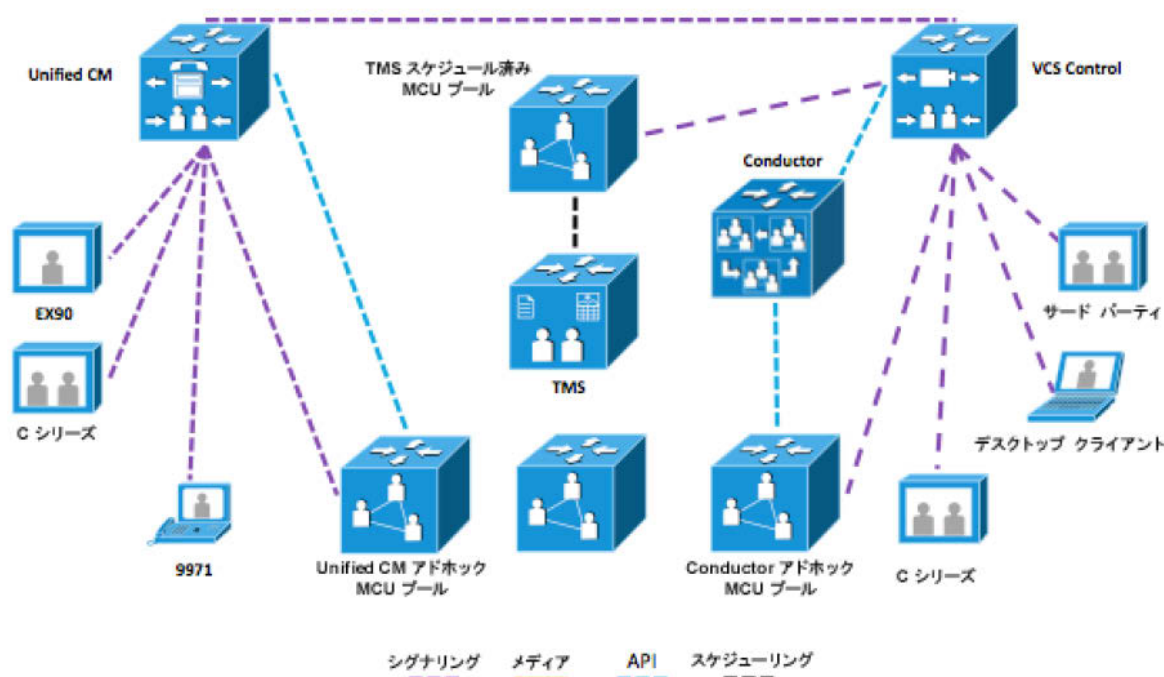 Unified CM
TMS スケジュール済み
MCU プール
VCS Control
Conductor
EX90
サード パーティ
TMS
C シリーズ
デスクトップ クライアント
9971
Unified CM アドホック
MCU プール
Conductor アドホック
MCU プール
C シリーズ
シグナリング メディア API スケジューリング